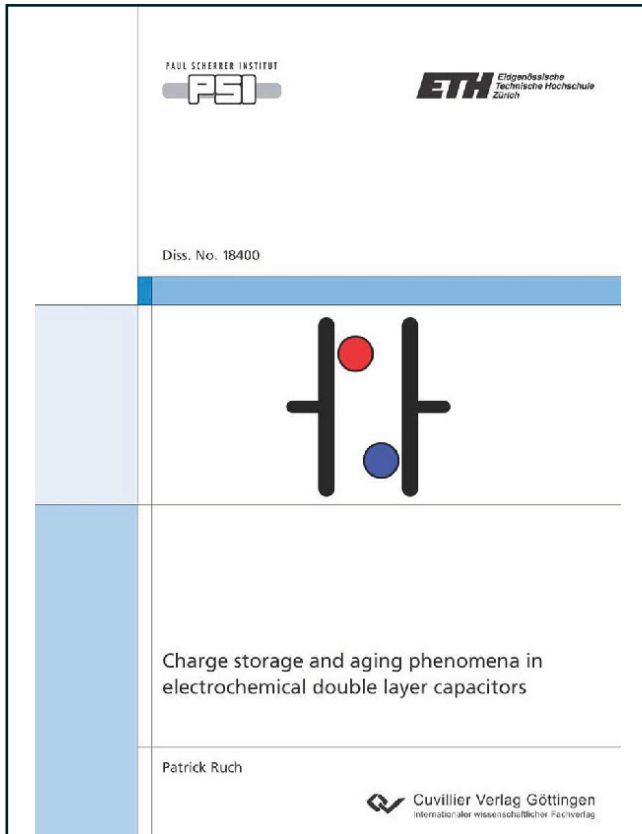 PAUL SCHERRER INSTITUT
PSI
ETH
Eidgenössische
Technische Hochschule
Zürich
Diss. No. 18400
Charge storage and aging phenomena in
electrochemical double layer capacitors
Patrick Ruch
Cuvillier Verlag Göttingen
Internationaler wissenschaftlicher Fachverlag